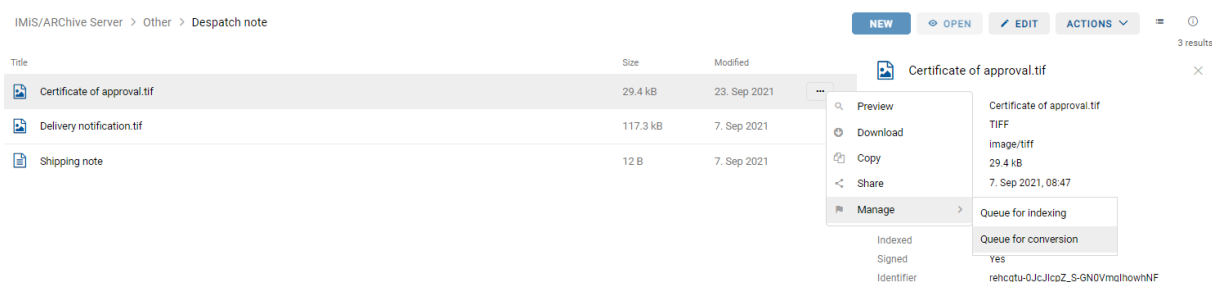 IMiS/ARChive Server > Other > Despatch note
NEW OPEN EDIT ACTIONS
3 results
Title Size Modified
Certificate of approval.tif 29.4 kB 23. Sep 2021 ...
Delivery notification.tif 117.3 kB 7. Sep 2021
Shipping note 12 B 7. Sep 2021
Preview
Download
Copy
Share
Manage >
Queue for indexing
Queue for conversion
Certificate of approval.tif
Certificate of approval.tif
TIFF
image/tiff
29.4 kB
7. Sep 2021, 08:47
Indexed
Signed Yes
Identifier